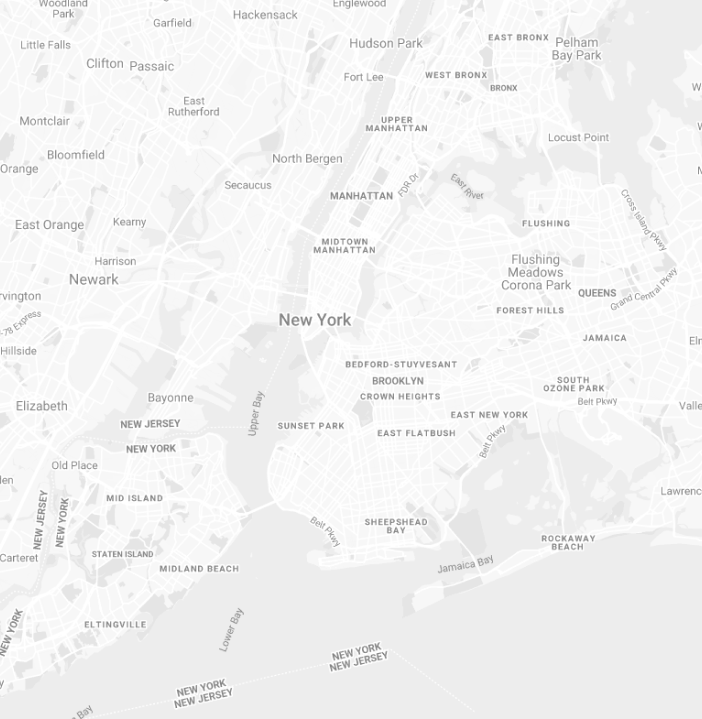 Woodland
Park
Englewood
Hackensack
Garfield
EAST BRONX
Hudson Park
Pelham
Bay Park
Little Falls
Clifton
Passaic
Fort Lee
WEST BRONX
BRONX
East
Rutherford
Montclair
UPPER
MANHATTAN
Locust Point
Bloomfield
North Bergen
Orange
Secaucus
FDR Dr
East River
MANHATTAN
Cross Island Pkwy
East Orange
Kearny
FLUSHING
MIDTOWN
MANHATTAN
Harrison
Flushing
Meadows
Corona Park
Newark
QUEENS
Grand Central Pkwy
rvington
FOREST HILLS
-78 Express
New York
JAMAICA
Hillside
BEDFORD-STUYVESANT
BROOKLYN
CROWN HEIGHTS
SOUTH
OZONE PARK
Bayonne
Belt Pkwy
Elizabeth
Valle
Upper Bay
EAST NEW YORK
NEW JERSEY
NEW YORK
SUNSET PARK
EAST FLATBUSH
Belt Pkwy
Old Place
Lawrenc
MID ISLAND
NEW JERSEY
NEW YORK
SHEEPSHEAD
BAY
Belt Pkwy
ROCKAWAY
BEACH
Carteret
STATEN ISLAND
MIDLAND BEACH
Jamaica Bay
ELTINGVILLE
Lower Bay
NEW YORK
NEW YORK
NEW JERSEY
NEW YORK
NEW JERSEY
Bay